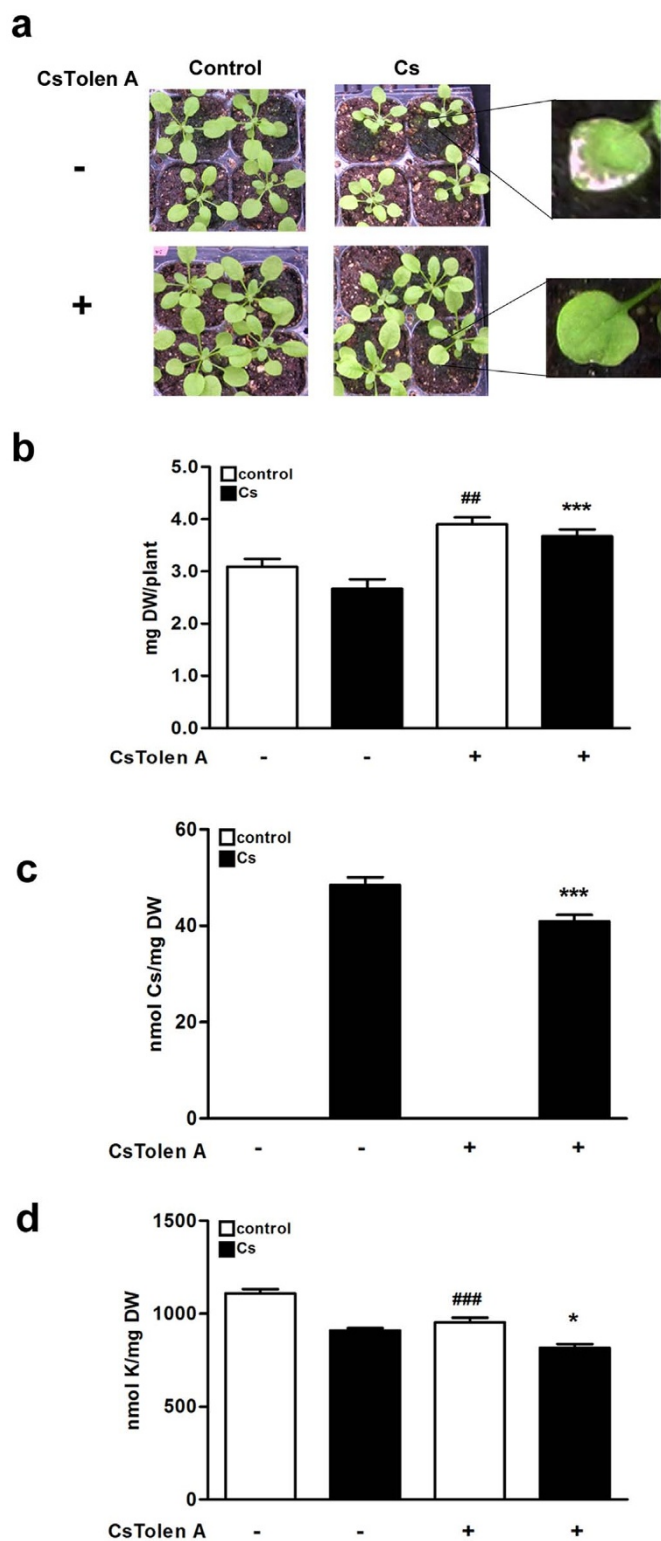 a
CsTolen A Control Cs
-
+
b
mg DW/plant
5.0
4.0
3.0
2.0
1.0
0.0
control
Cs
##
***
CsTolen A - - + +
c
nmol Cs/mg DW
60
40
20
0
control
Cs
***
CsTolen A - - + +
d
nmol K/mg DW
1500
1000
500
0
control
Cs
###
*
CsTolen A - - + +